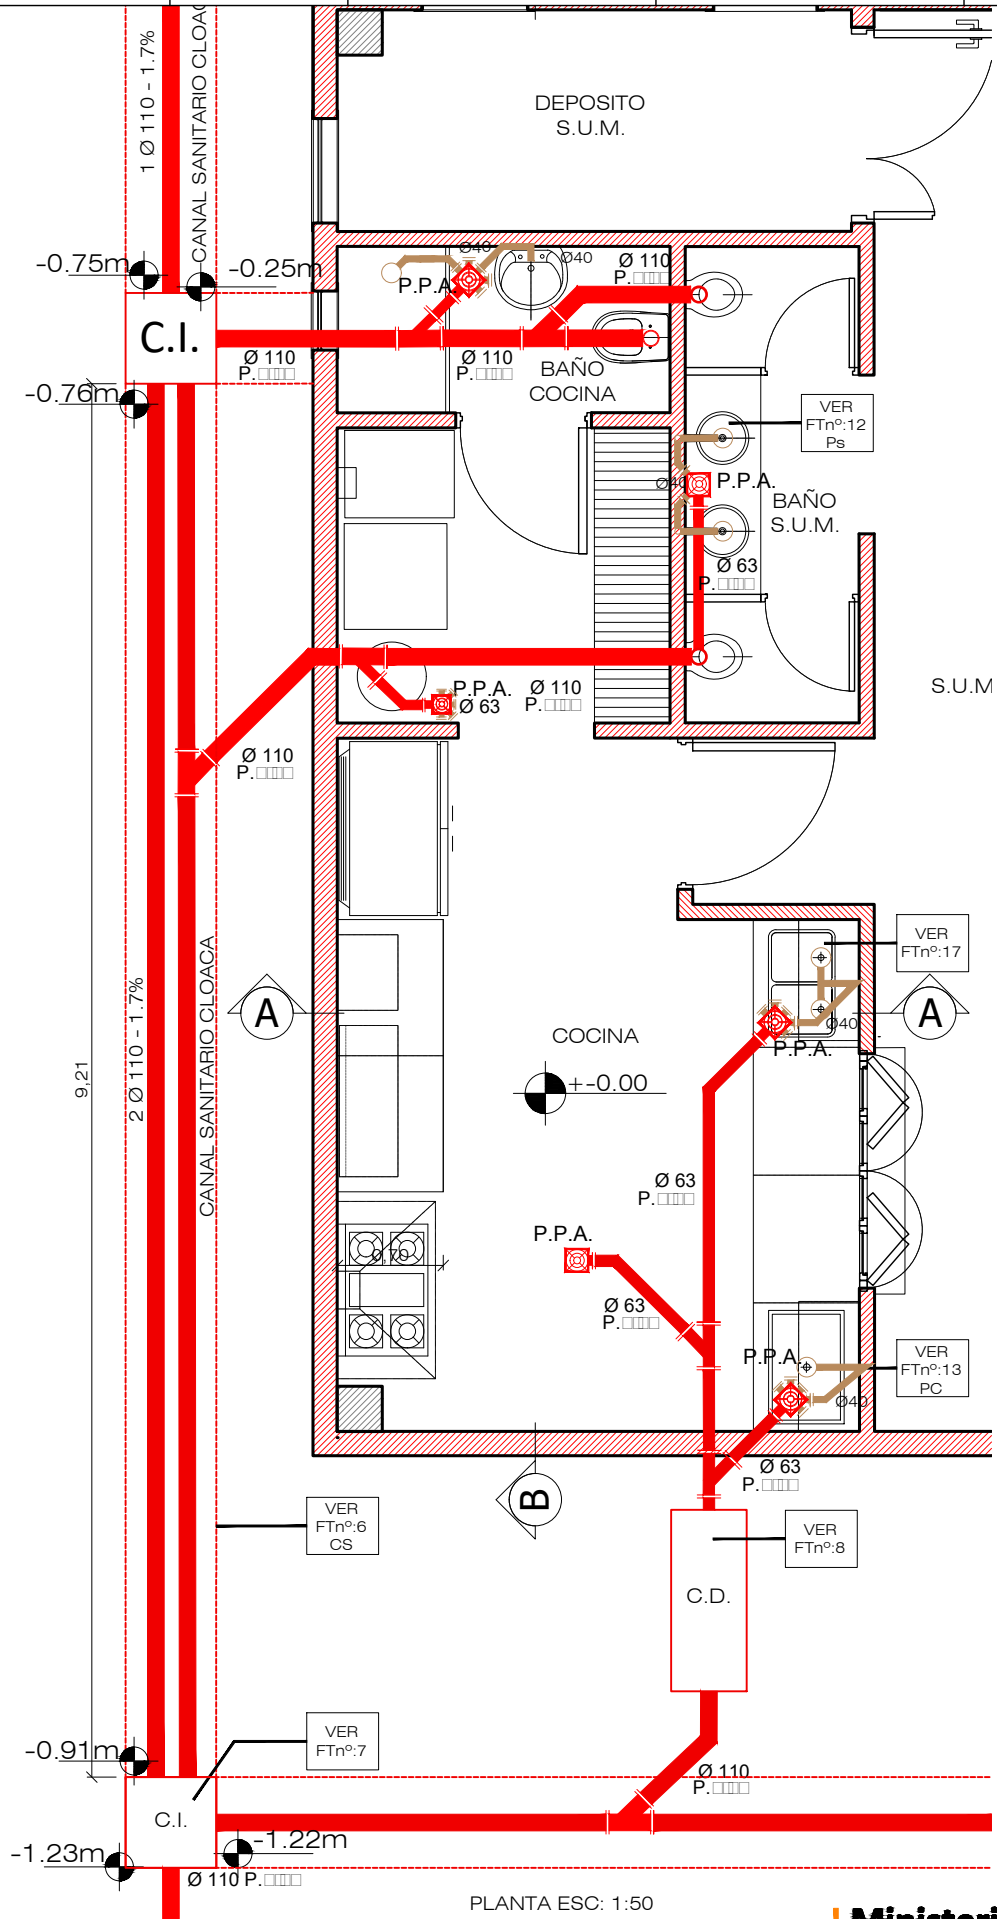 1 Ø 110 - 1.7%
CANAL SANITARIO CLOACA
DEPOSITO
S.U.M.
-0.75m
-0.25m
C.I.
-0.76m
Ø40
Ø40
P.P.A.
Ø 110
P.
Ø 110
P.
Ø 110
P.
BAÑO
COCINA
VER
FTnº:12
Ps
Ø40
P.P.A.
BAÑO
S.U.M.
Ø 63
P.
P.P.A.
Ø 63
Ø 110
P.
S.U.M
Ø 110
P.
VER
FTnº:17
A
A
Ø40
P.P.A.
COCINA
+-0.00
9,21
2 Ø 110 - 1.7%
CANAL SANITARIO CLOACA
Ø 63
P.
P.P.A.
0,70
Ø 63
P.
P.P.A.
VER
FTnº:13
PC
Ø40
Ø 63
P.
B
VER
FTnº:6
CS
VER
FTnº:8
C.D.
VER
FTnº:7
-0.91m
Ø 110
P.
C.I.
-1.22m
-1.23m
Ø 110 P.
PLANTA ESC: 1:50